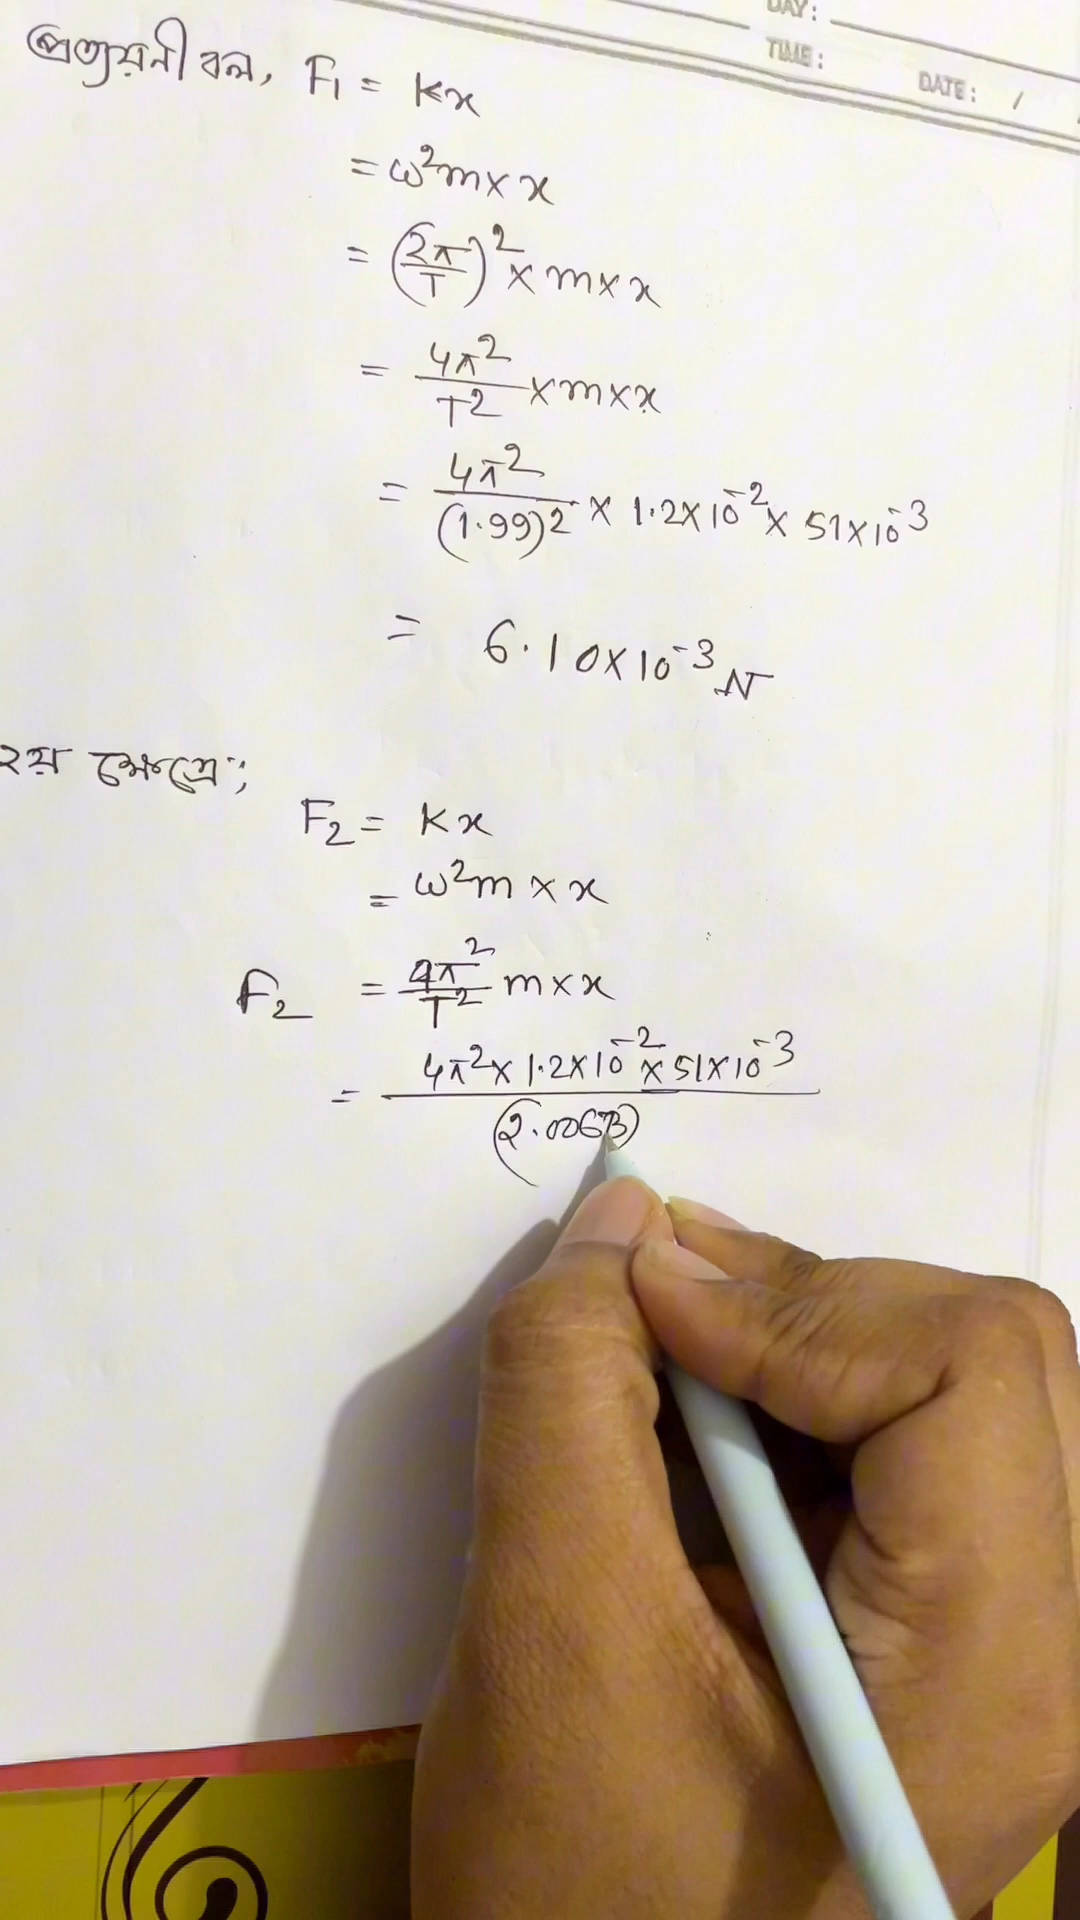 DAY:
TIME:
DATE: /
প্রত্যয়নী বল, F₁ = Kx
= ω²m×x
= (2π/T)² × m×x
= 4π²/T² × m×x
= 4π²/(1.99)² × 1.2×10⁻² × 51×10⁻³
= 6.10×10⁻³ N
২য় ক্ষেত্রে:,
F₂ = Kx
= ω²m × x
F₂ = 4π²/T² m×x
= 4π²×1.2×10⁻²×51×10⁻³